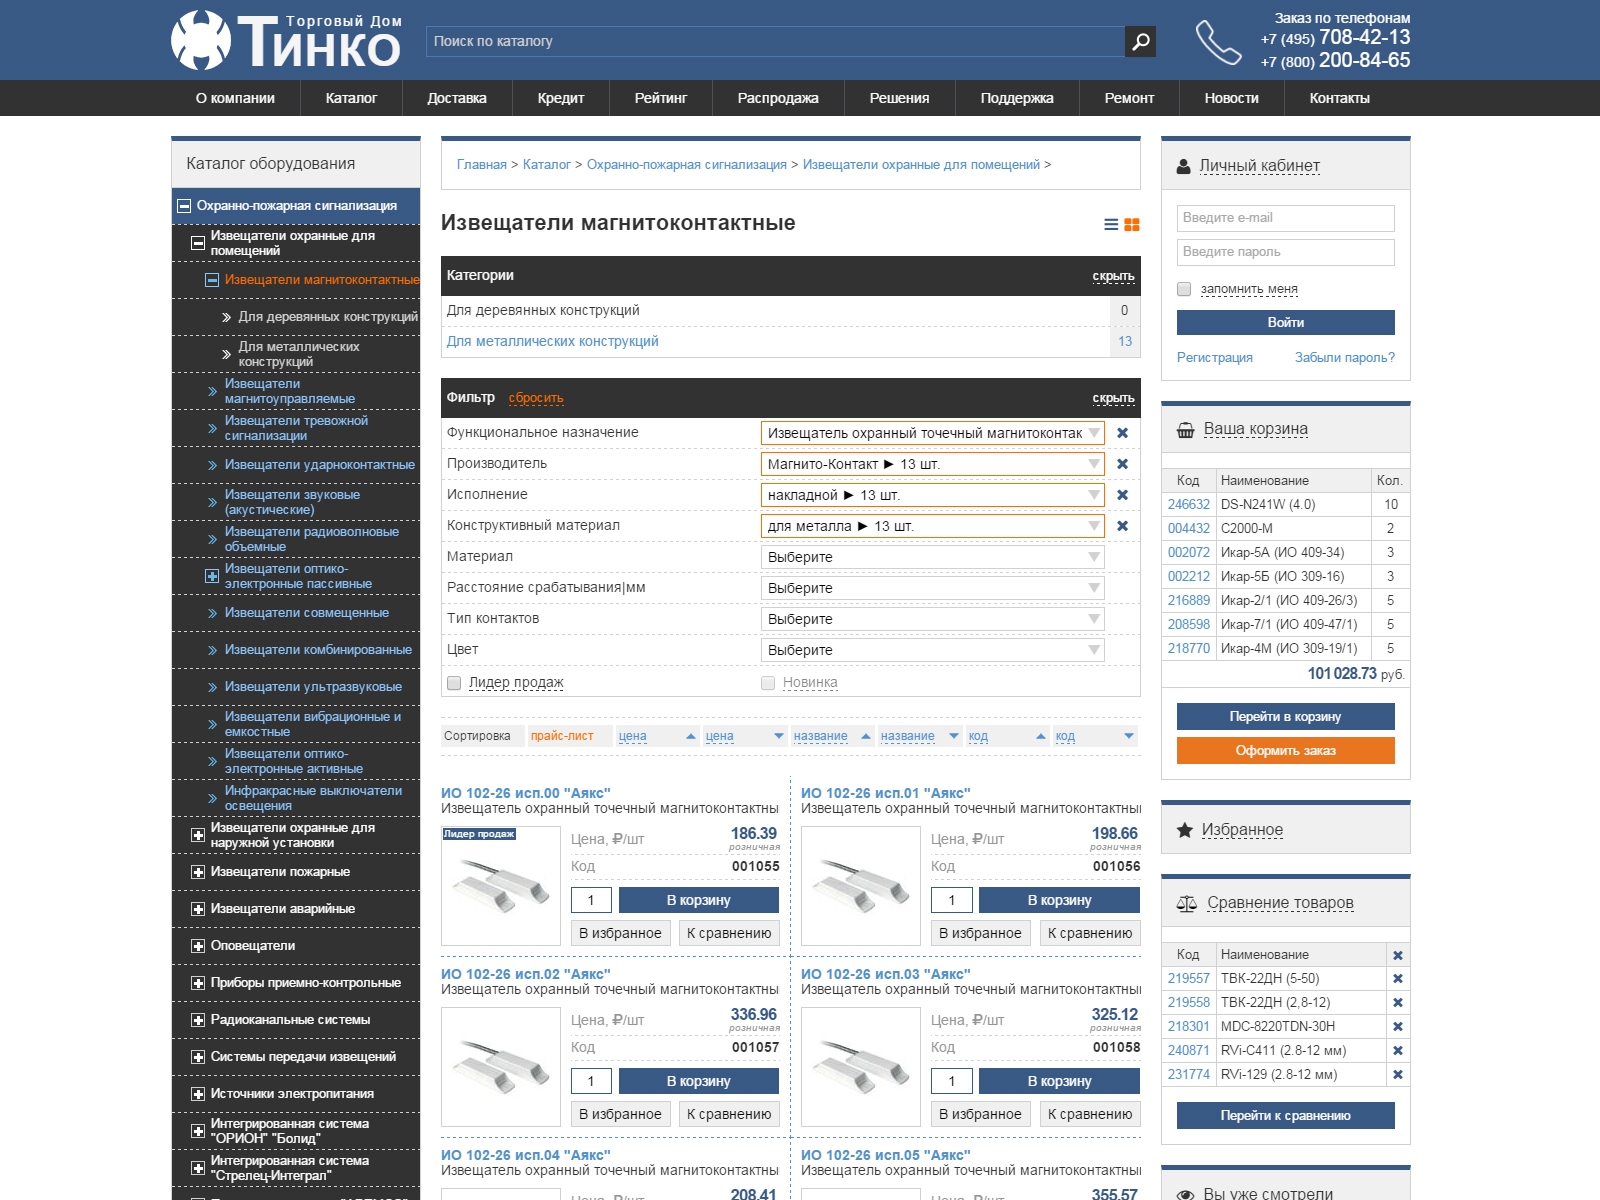 Торговый Дом
Тинко
Поиск по каталогу
Заказ по телефонам
+7 (495) 708-42-13
+7 (800) 200-84-65
О компании
Каталог
Доставка
Кредит
Рейтинг
Распродажа
Решения
Поддержка
Ремонт
Новости
Контакты
Каталог оборудования
Охранно-пожарная сигнализация
Извещатели охранные для
помещений
Извещатели магнитоконтактные
Для деревянных конструкций
Для металлических
конструкций
Извещатели
магнитоуправляемые
Извещатели тревожной
сигнализации
Извещатели ударноконтактные
Извещатели звуковые
(акустические)
Извещатели радиоволновые
объемные
Извещатели оптико-
электронные пассивные
Извещатели совмещенные
Извещатели комбинированные
Извещатели ультразвуковые
Извещатели вибрационные и
емкостные
Извещатели оптико-
электронные активные
Инфракрасные выключатели
освещения
Извещатели охранные для
наружной установки
Извещатели пожарные
Извещатели аварийные
Оповещатели
Приборы приемно-контрольные
Радиоканальные системы
Системы передачи извещений
Источники электропитания
Интегрированная система
"ОРИОН" "Болид"
Интегрированная система
"Стрелец-Интеграл"
Главная > Каталог > Охранно-пожарная сигнализация > Извещатели охранные для помещений >
Извещатели магнитоконтактные
Категории
скрыть
Для деревянных конструкций
0
Для металлических конструкций
13
Фильтр
сбросить
скрыть
Функциональное назначение
Извещатель охранный точечный магнитоконтак
Производитель
Магнито-Контакт ► 13 шт.
Исполнение
накладной ► 13 шт.
Конструктивный материал
для металла ► 13 шт.
Материал
Выберите
Расстояние срабатывания|мм
Выберите
Тип контактов
Выберите
Цвет
Выберите
Лидер продаж
Новинка
Сортировка
прайс-лист
цена
цена
название
название
код
код
ИО 102-26 исп.00 "Аякс"
Извещатель охранный точечный магнитоконтактны
Лидер продаж
Цена, ₽/шт
186.39
розничная
Код
001055
1
В корзину
В избранное
К сравнению
ИО 102-26 исп.01 "Аякс"
Извещатель охранный точечный магнитоконтактны
Цена, ₽/шт
198.66
розничная
Код
001056
1
В корзину
В избранное
К сравнению
ИО 102-26 исп.02 "Аякс"
Извещатель охранный точечный магнитоконтактны
Цена, ₽/шт
336.96
розничная
Код
001057
1
В корзину
В избранное
К сравнению
ИО 102-26 исп.03 "Аякс"
Извещатель охранный точечный магнитоконтактны
Цена, ₽/шт
325.12
розничная
Код
001058
1
В корзину
В избранное
К сравнению
ИО 102-26 исп.04 "Аякс"
Извещатель охранный точечный магнитоконтактны
208.41
ИО 102-26 исп.05 "Аякс"
Извещатель охранный точечный магнитоконтактны
355.57
Личный кабинет
Введите e-mail
Введите пароль
запомнить меня
Войти
Регистрация
Забыли пароль?
Ваша корзина
Код Наименование Кол.
246632 DS-N241W (4.0) 10
004432 С2000-М 2
002072 Икар-5А (ИО 409-34) 3
002212 Икар-5Б (ИО 309-16) 3
216889 Икар-2/1 (ИО 409-26/3) 5
208598 Икар-7/1 (ИО 409-47/1) 5
218770 Икар-4М (ИО 309-19/1) 5
101 028.73 руб.
Перейти в корзину
Оформить заказ
Избранное
Сравнение товаров
Код Наименование
219557 ТВК-22ДН (5-50)
219558 ТВК-22ДН (2,8-12)
218301 MDC-8220TDN-30H
240871 RVi-C411 (2.8-12 мм)
231774 RVi-129 (2.8-12 мм)
Перейти к сравнению
Вы уже смотрели